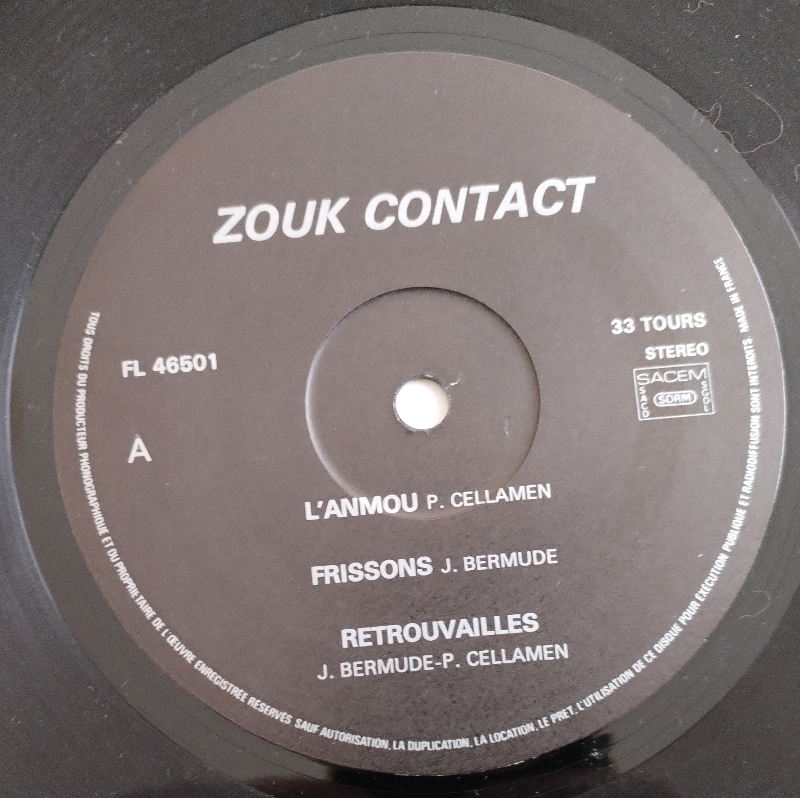 ZOUK CONTACT
FL 46501
A
33 TOURS
STEREO
SACEM
SACD
SDRM
SCGL
L'ANMOU P. CELLAMEN
FRISSONS J. BERMUDE
RETROUVAILLES
J. BERMUDE-P. CELLAMEN
TOUS DROITS DU PRODUCTEUR PHONOGRAPHIQUE ET DU PROPRIETAIRE DE L'ŒUVRE ENREGISTREE RESERVES SAUF AUTORISATION, LA DUPLICATION, LA LOCATION, LE PRET, L'UTILISATION DE CE DISQUE POUR EXECUTION PUBLIQUE ET RADIODIFFUSION SONT INTERDITS MADE IN FRANCE